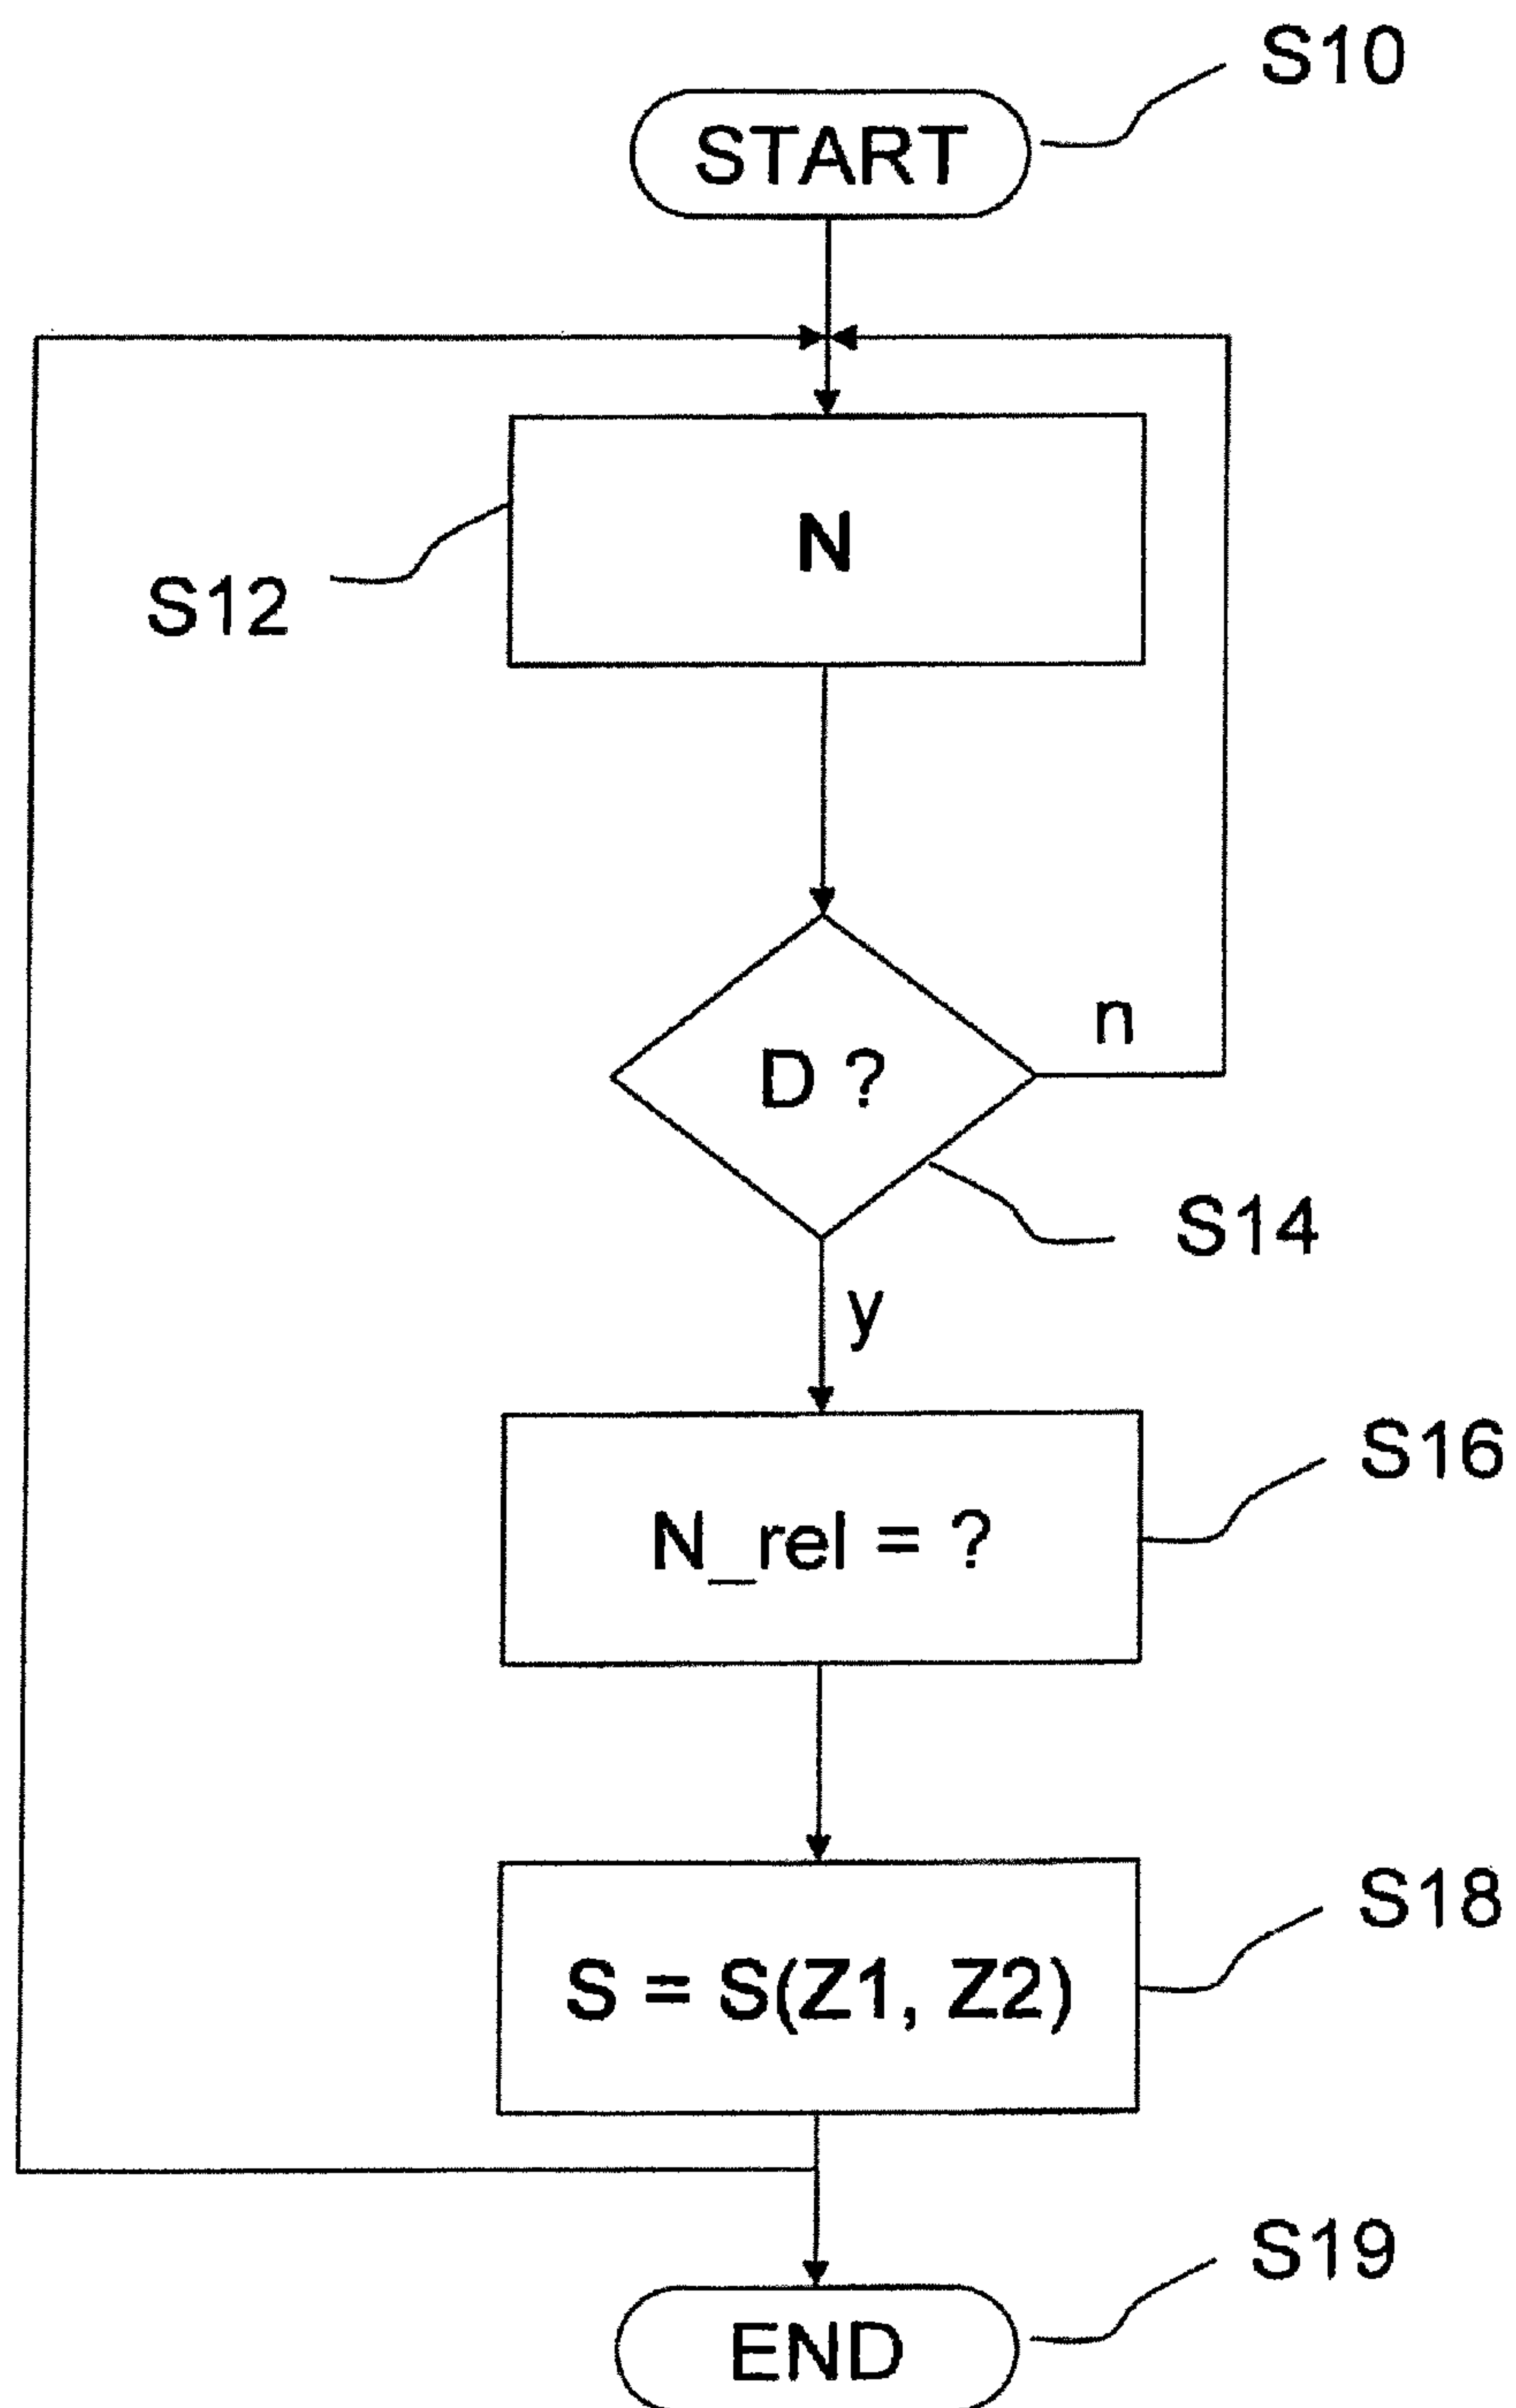 S10
START
N
S12
D ?
n
S14
y
S16
N_rel = ?
S18
S = S(Z1, Z2)
S19
END